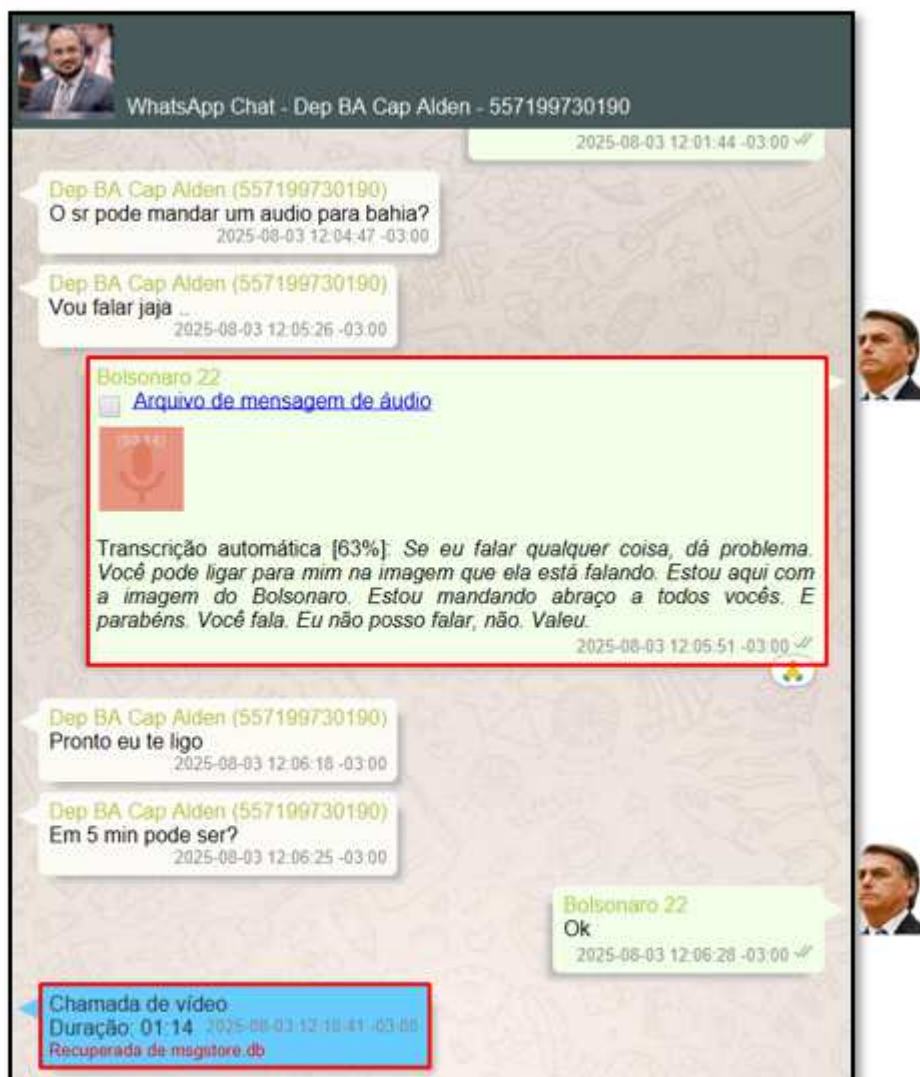 WhatsApp Chat - Dep BA Cap Alden - 557199730190
2025-08-03 12:01:44 -03:00
Dep BA Cap Alden (557199730190)
O sr pode mandar um audio para bahia?
2025-08-03 12:04:47 -03:00
Dep BA Cap Alden (557199730190)
Vou falar jaja ..
2025-08-03 12:05:26 -03:00
Bolsonaro 22
Arquivo de mensagem de áudio
Transcrição automática [63%]: Se eu falar qualquer coisa, dá problema.
Você pode ligar para mim na imagem que ela está falando. Estou aqui com
a imagem do Bolsonaro. Estou mandando abraço a todos vocês. E
parabéns. Você fala. Eu não posso falar, não. Valeu.
2025-08-03 12:05:51 -03:00
Dep BA Cap Alden (557199730190)
Pronto eu te ligo
2025-08-03 12:06:18 -03:00
Dep BA Cap Alden (557199730190)
Em 5 min pode ser?
2025-08-03 12:06:25 -03:00
Bolsonaro 22
Ok
2025-08-03 12:06:28 -03:00
Chamada de vídeo
Duração: 01:14
Recuperada de msgstore.db